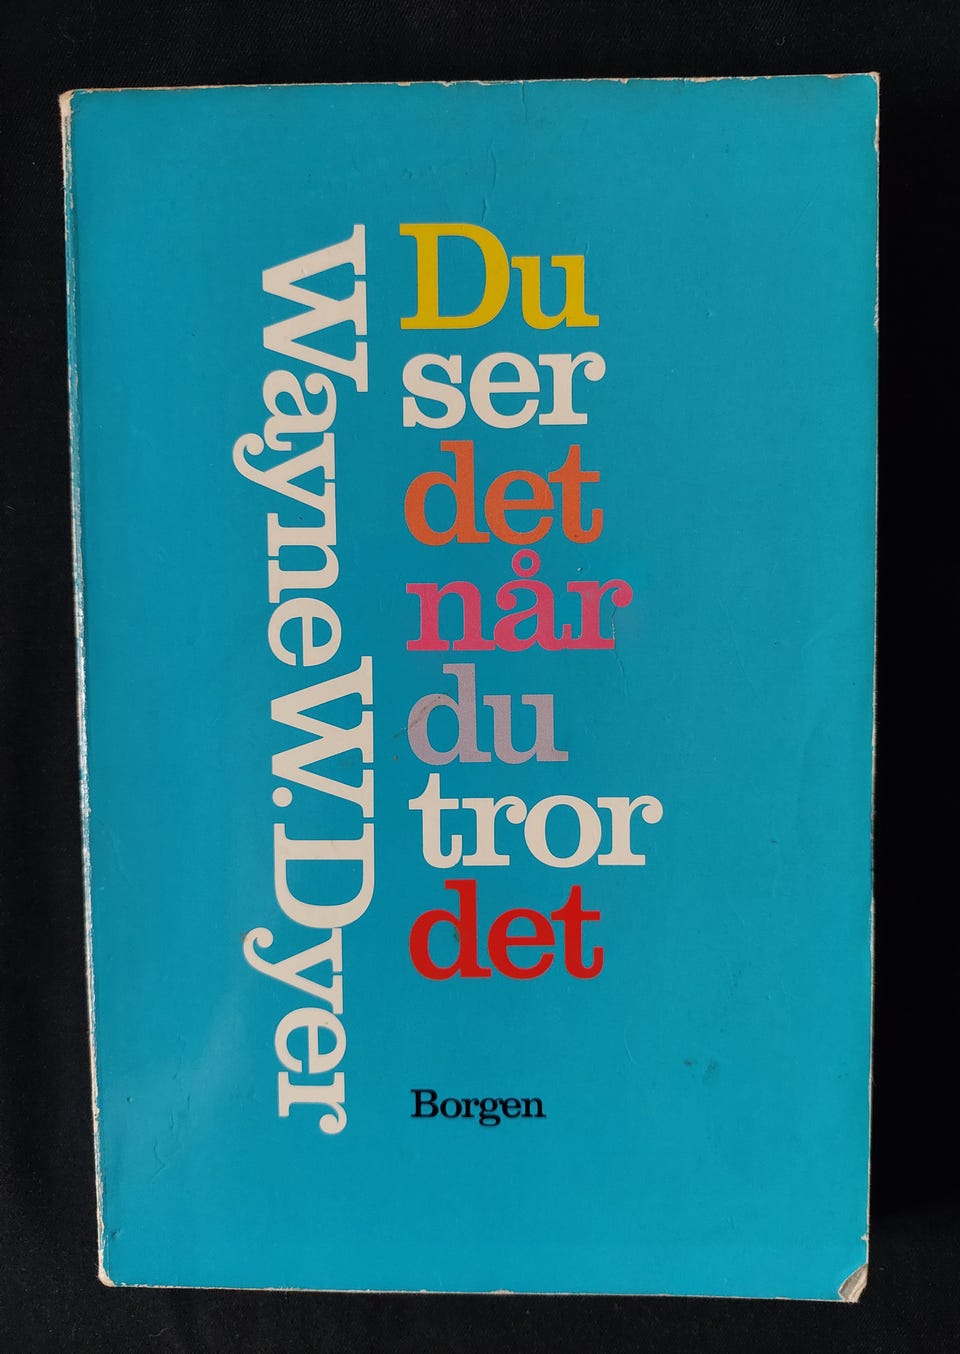 Wayne W. Dyer
Du
ser
det
når
du
tror
det
Borgen